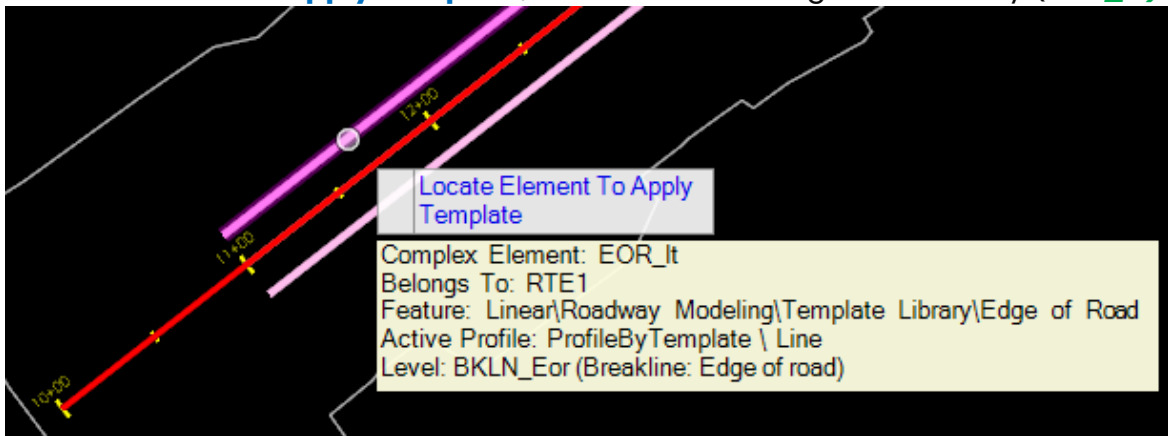 12+00
Locate Element To Apply
Template
11+00
Complex Element: EOR_lt
Belongs To: RTE1
Feature: Linear\Roadway Modeling\Template Library\Edge of Road
Active Profile: ProfileByTemplate \ Line
Level: BKLN_Eor (Breakline: Edge of road)
10+00